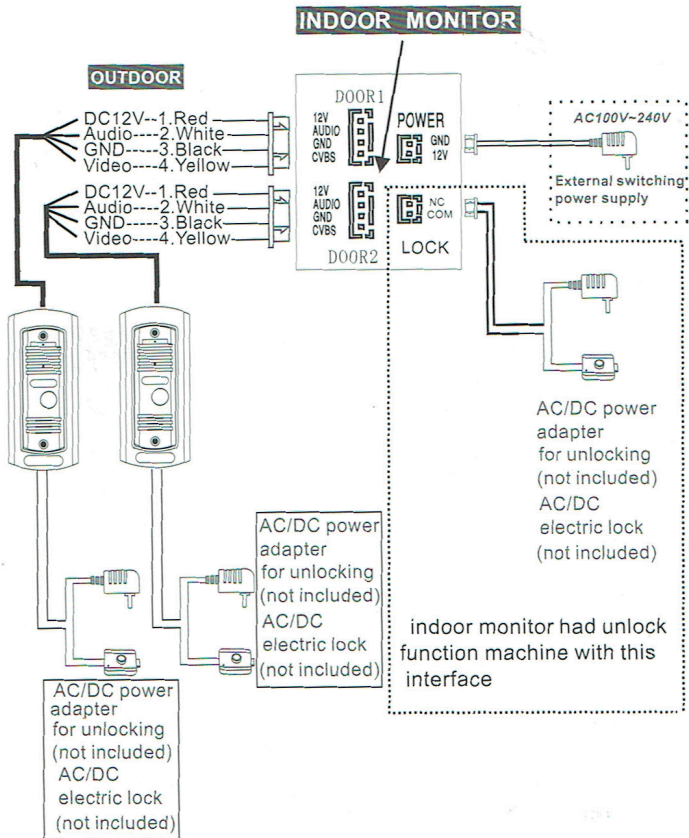 INDOOR MONITOR
OUTDOOR
DC12V--1.Red
Audio----2.White
GND-----3.Black
Video----4.Yellow
DC12V--1.Red
Audio----2.White
GND-----3.Black
Video----4.Yellow
DOOR1
12V
AUDIO
GND
CVBS
POWER
GND
12V
12V
AUDIO
GND
CVBS
DOOR2
NC
COM
LOCK
AC100V~240V
External switching
power supply
AC/DC power
adapter
for unlocking
(not included)
AC/DC
electric lock
(not included)
indoor monitor had unlock
function machine with this
interface
AC/DC power
adapter
for unlocking
(not included)
AC/DC
electric lock
(not included)
AC/DC power
adapter
for unlocking
(not included)
AC/DC
electric lock
(not included)